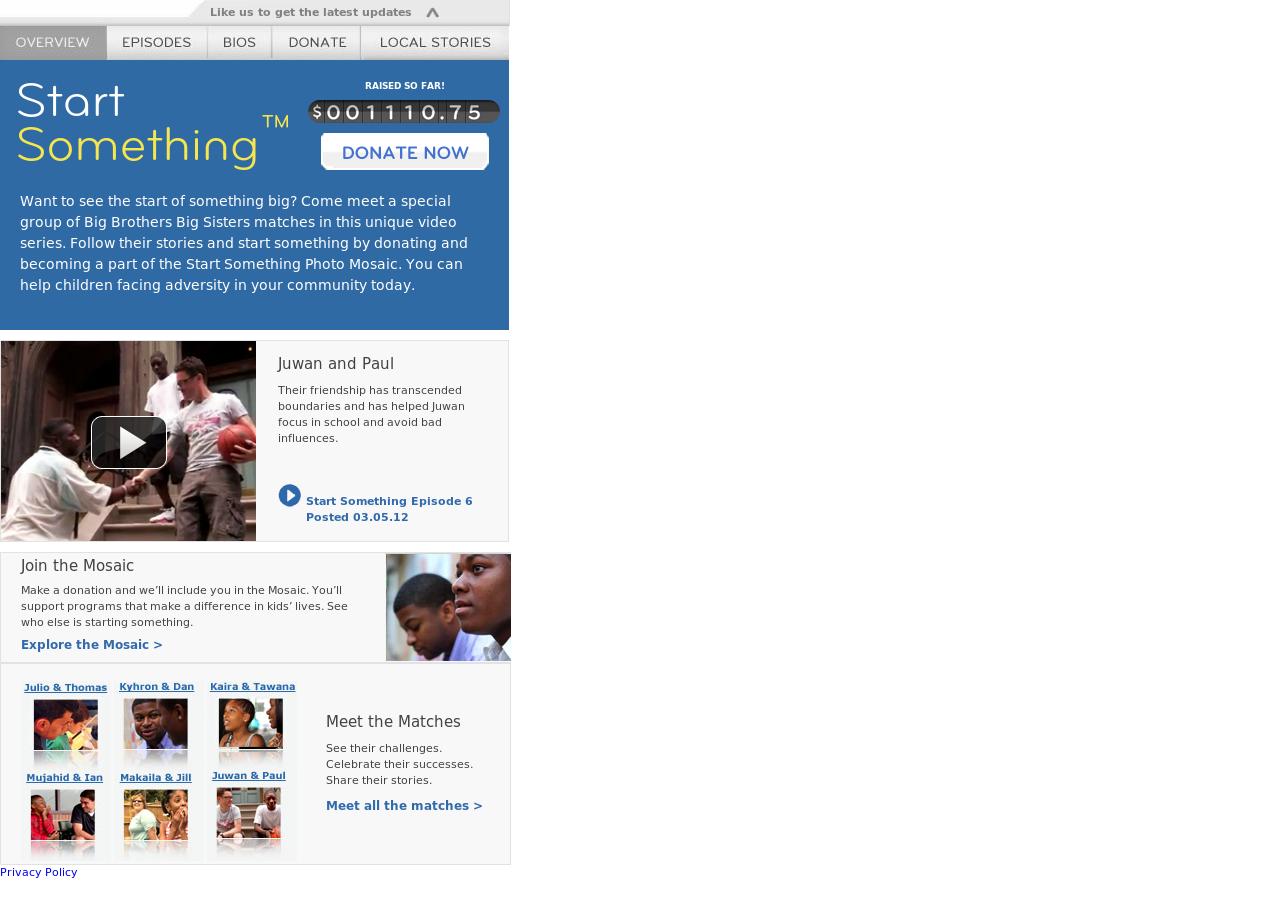 Like us to get the latest updates
OVERVIEW EPISODES BIOS DONATE LOCAL STORIES
Start
Something™
RAISED SO FAR!
$001110.75
DONATE NOW
Want to see the start of something big? Come meet a special
group of Big Brothers Big Sisters matches in this unique video
series. Follow their stories and start something by donating and
becoming a part of the Start Something Photo Mosaic. You can
help children facing adversity in your community today.
Juwan and Paul
Their friendship has transcended
boundaries and has helped Juwan
focus in school and avoid bad
influences.
Start Something Episode 6
Posted 03.05.12
Join the Mosaic
Make a donation and we’ll include you in the Mosaic. You’ll
support programs that make a difference in kids’ lives. See
who else is starting something.
Explore the Mosaic >
Julio & Thomas Kyhron & Dan Kaira & Tawana
Mujahid & Ian Makaila & Jill Juwan & Paul
Meet the Matches
See their challenges.
Celebrate their successes.
Share their stories.
Meet all the matches >
Privacy Policy